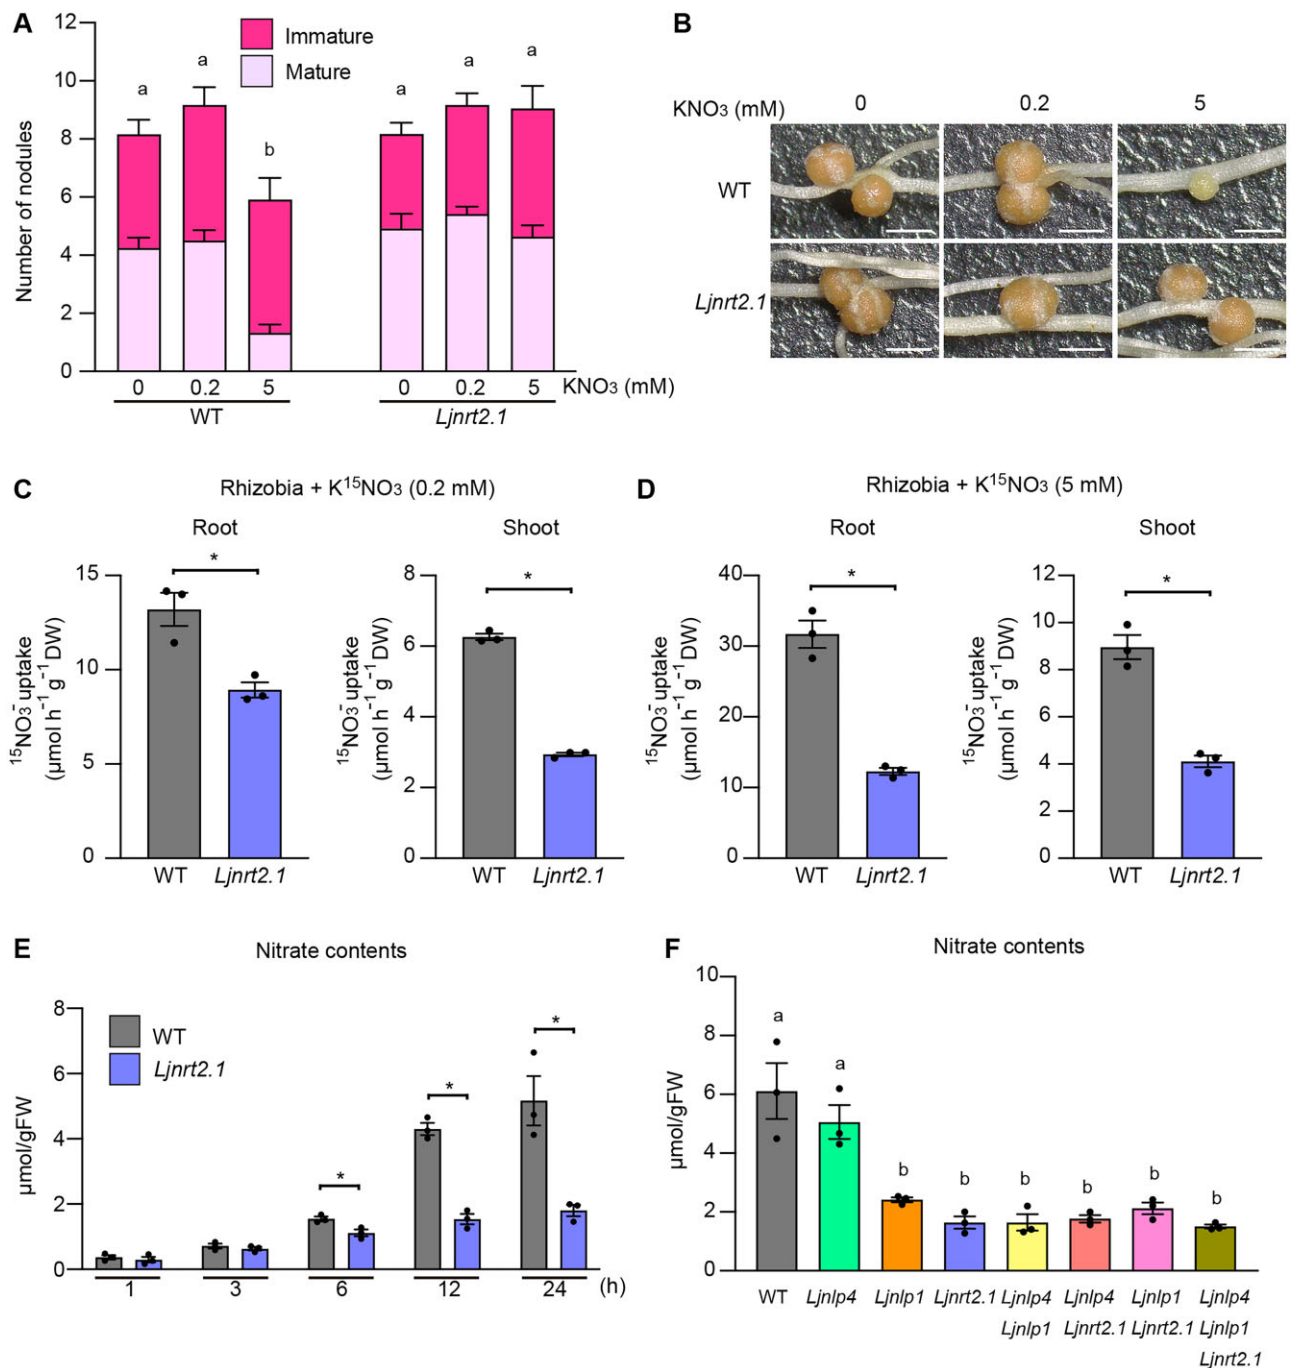 A
12
10
8
6
4
2
0
Number of nodules
Immature
Mature
a
a
b
a
a
a
0 0.2 5 0 0.2 5 KNO3 (mM)
WT Ljnrt2.1
B
KNO3 (mM) 0 0.2 5
WT
Ljnrt2.1
C
Rhizobia + K15NO3 (0.2 mM)
Root
*
15
10
5
0
15NO3- uptake
(µmol h−1 g−1 DW)
WT Ljnrt2.1
Shoot
*
8
6
4
2
0
15NO3- uptake
(µmol h−1 g−1 DW)
WT Ljnrt2.1
D
Rhizobia + K15NO3 (5 mM)
Root
*
40
30
20
10
0
15NO3- uptake
(µmol h−1 g−1 DW)
WT Ljnrt2.1
Shoot
*
12
10
8
6
4
2
0
15NO3- uptake
(µmol h−1 g−1 DW)
WT Ljnrt2.1
E
Nitrate contents
8
6
4
2
0
µmol/gFW
WT
Ljnrt2.1
*
*
*
1 3 6 12 24 (h)
F
Nitrate contents
10
8
6
4
2
0
µmol/gFW
a
a
b
b
b
b
b
b
WT Ljnlp4 Ljnlp1 Ljnrt2.1 Ljnlp4 Ljnlp4 Ljnlp1 Ljnlp4
Ljnlp1 Ljnrt2.1 Ljnrt2.1 Ljnlp1
Ljnrt2.1